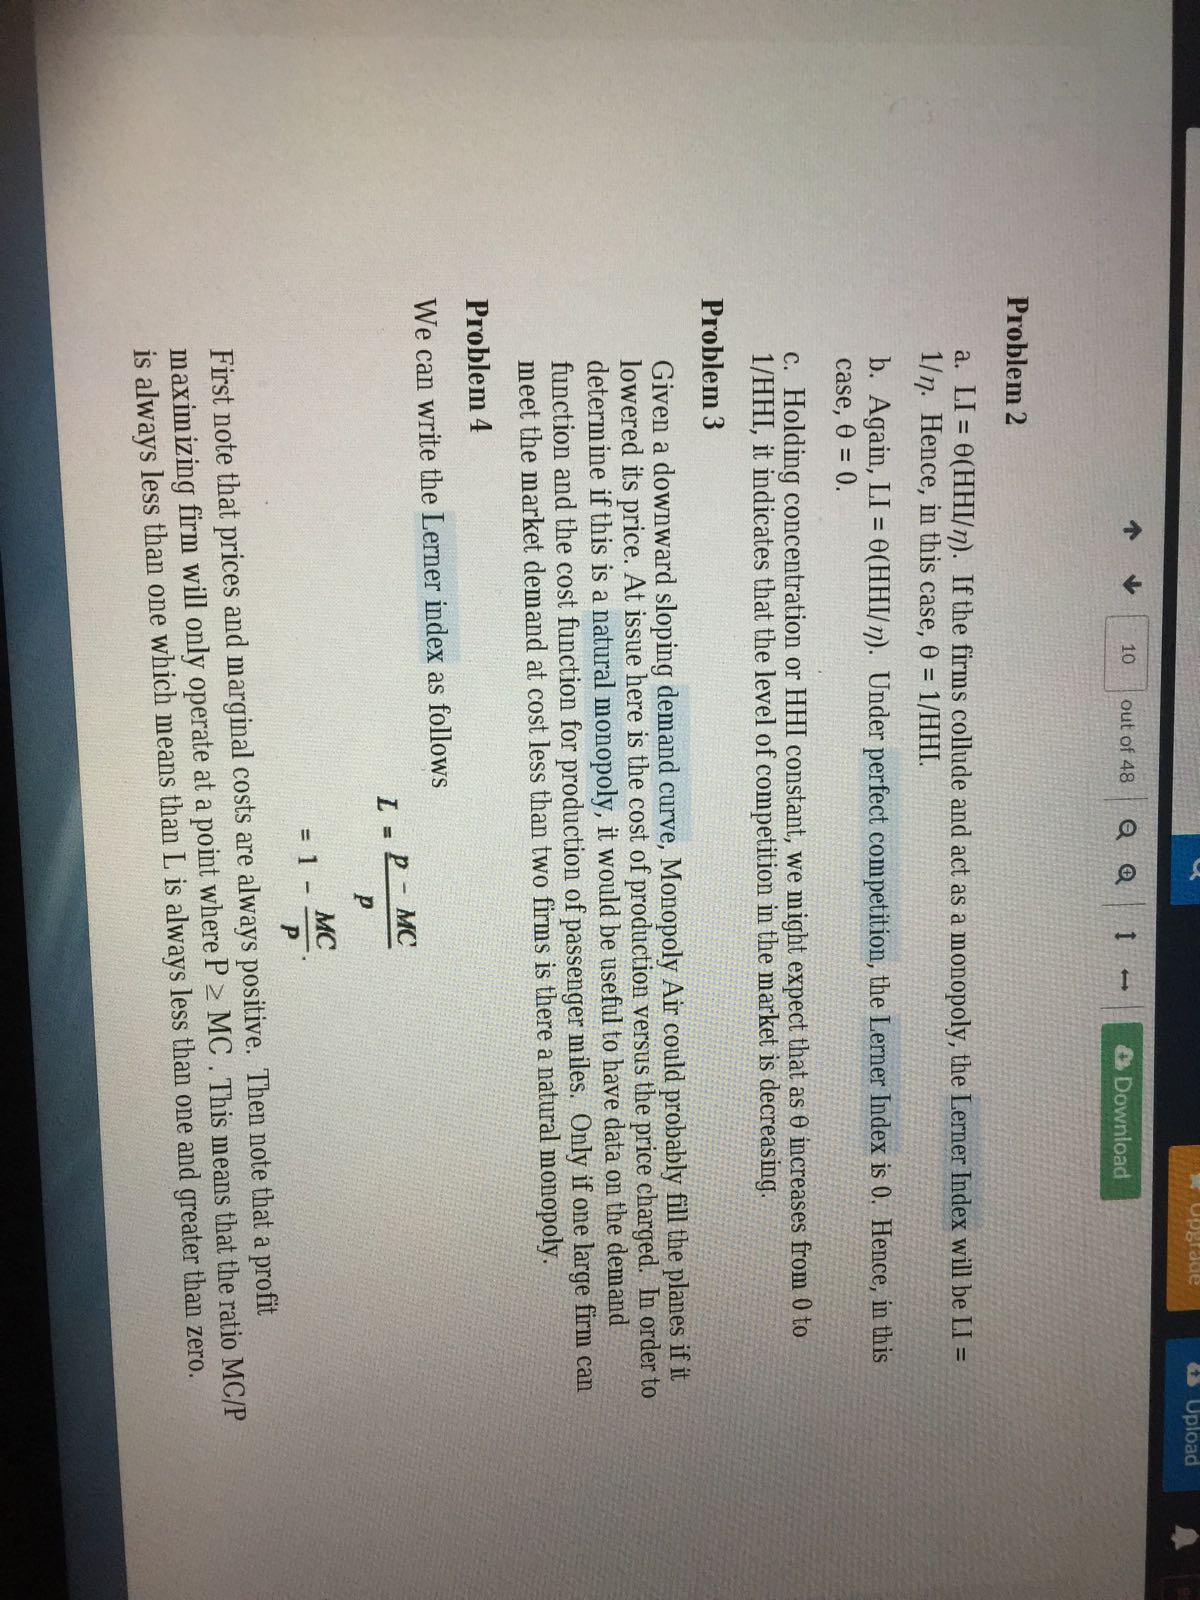 Upgrade
Upload
10 out of 48
Download
Problem 2
a. LI = θ(HHI/η). If the firms collude and act as a monopoly, the Lerner Index will be LI =
1/η. Hence, in this case, θ = 1/HHI.
b. Again, LI = θ(HHI/η). Under perfect competition, the Lerner Index is 0. Hence, in this
case, θ = 0.
c. Holding concentration or HHI constant, we might expect that as θ increases from 0 to
1/HHI, it indicates that the level of competition in the market is decreasing.
Problem 3
Given a downward sloping demand curve, Monopoly Air could probably fill the planes if it
lowered its price. At issue here is the cost of production versus the price charged. In order to
determine if this is a natural monopoly, it would be useful to have data on the demand
function and the cost function for production of passenger miles. Only if one large firm can
meet the market demand at cost less than two firms is there a natural monopoly.
Problem 4
We can write the Lerner index as follows
L = P - MC
P
= 1 - MC
P .
First note that prices and marginal costs are always positive. Then note that a profit
maximizing firm will only operate at a point where P ≥ MC . This means that the ratio MC/P
is always less than one which means than L is always less than one and greater than zero.